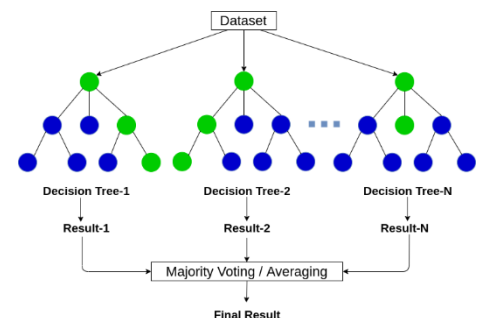 Dataset
Decision Tree-1
Decision Tree-2
Decision Tree-N
Result-1
Result-2
Result-N
Majority Voting / Averaging
Final Result